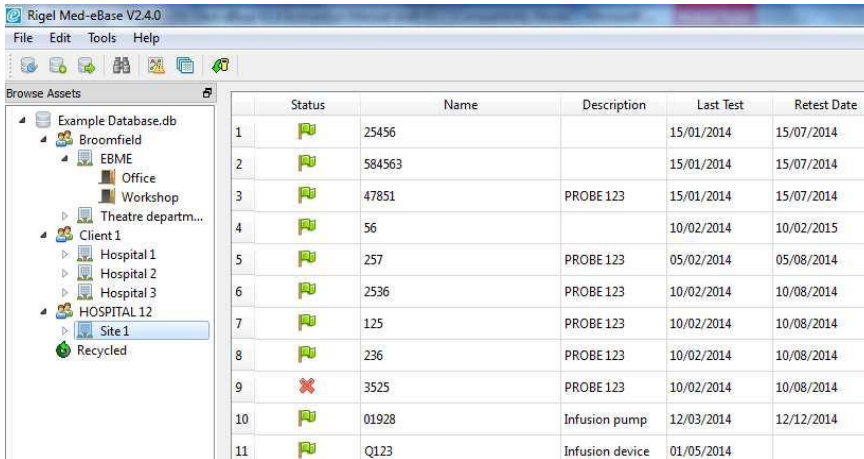 Rigel Med-eBase V2.4.0
File Edit Tools Help
Browse Assets
Example Database.db
Broomfield
EBME
Office
Workshop
Theatre departm...
Client 1
Hospital 1
Hospital 2
Hospital 3
HOSPITAL 12
Site 1
Recycled
Status Name Description Last Test Retest Date
1 25456 15/01/2014 15/07/2014
2 584563 15/01/2014 15/07/2014
3 47851 PROBE 123 15/01/2014 15/07/2014
4 56 10/02/2014 10/02/2015
5 257 PROBE 123 05/02/2014 05/08/2014
6 2536 PROBE 123 10/02/2014 10/08/2014
7 125 PROBE 123 10/02/2014 10/08/2014
8 236 PROBE 123 10/02/2014 10/08/2014
9 3525 PROBE 123 10/02/2014 10/08/2014
10 01928 Infusion pump 12/03/2014 12/12/2014
11 Q123 Infusion device 01/05/2014